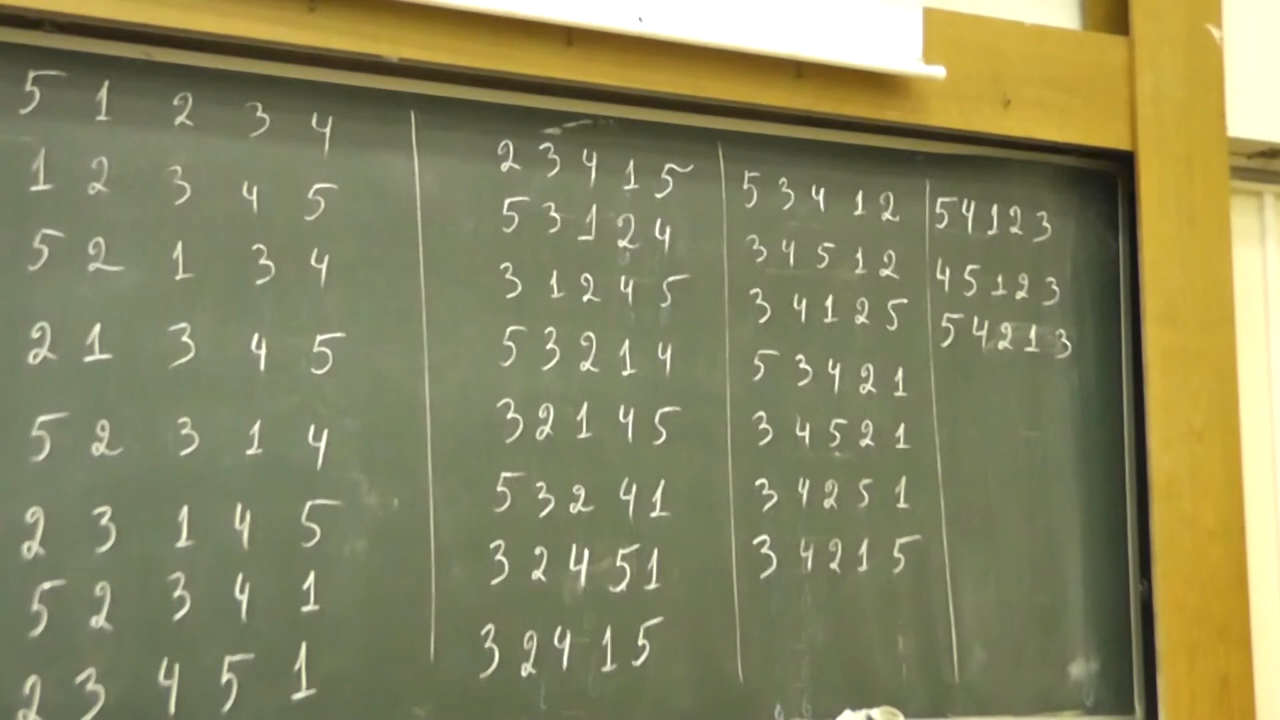 5 1 2 3 4
1 2 3 4 5
5 2 1 3 4
2 1 3 4 5
5 2 3 1 4
2 3 1 4 5
5 2 3 4 1
2 3 4 5 1
2 3 4 1 5
5 3 1 2 4
3 1 2 4 5
5 3 2 1 4
3 2 1 4 5
5 3 2 4 1
3 2 4 5 1
3 2 4 1 5
5 3 4 1 2
3 4 5 1 2
3 4 1 2 5
5 3 4 2 1
3 4 5 2 1
3 4 2 5 1
3 4 2 1 5
5 4 1 2 3
4 5 1 2 3
5 4 2 1 3